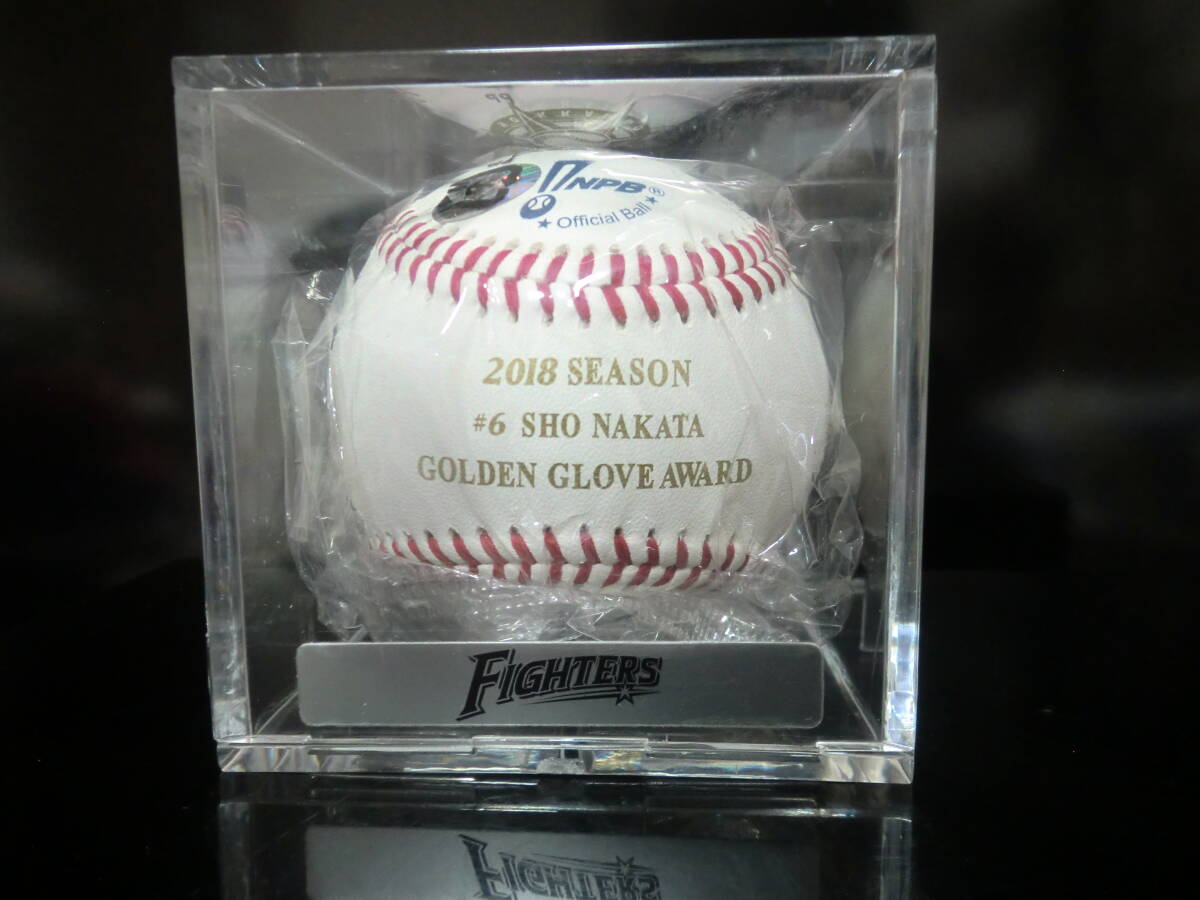 NPB®
★ Official Ball ★
2018 SEASON
#6 SHO NAKATA
GOLDEN GLOVE AWARD
FIGHTERS